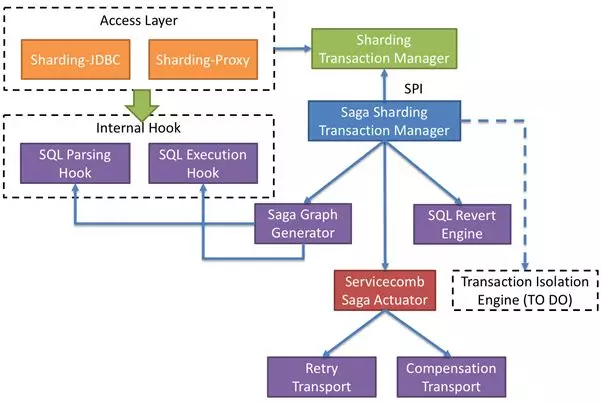 Access Layer
Sharding-JDBC
Sharding-Proxy
Sharding
Transaction Manager
SPI
Internal Hook
SQL Parsing
Hook
SQL Execution
Hook
Saga Sharding
Transaction Manager
Saga Graph
Generator
SQL Revert
Engine
Servicecomb
Saga Actuator
Transaction Isolation
Engine (TO DO)
Retry
Transport
Compensation
Transport